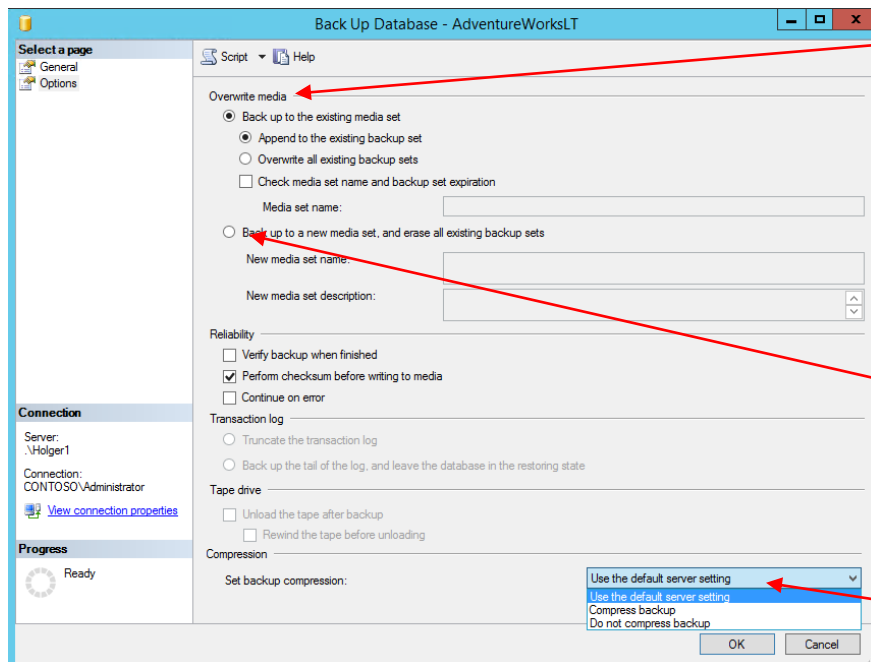 Back Up Database - AdventureWorksLT
Select a page
General
Options
Script Help
Overwrite media
Back up to the existing media set
Append to the existing backup set
Overwrite all existing backup sets
Check media set name and backup set expiration
Media set name:
Back up to a new media set, and erase all existing backup sets
New media set name:
New media set description:
Reliability
Verify backup when finished
Perform checksum before writing to media
Continue on error
Transaction log
Truncate the transaction log
Back up the tail of the log, and leave the database in the restoring state
Tape drive
Unload the tape after backup
Rewind the tape before unloading
Compression
Set backup compression:
Use the default server setting
Use the default server setting
Compress backup
Do not compress backup
Connection
Server:
.\Holger1
Connection:
CONTOSO\Administrator
View connection properties
Progress
Ready
OK Cancel